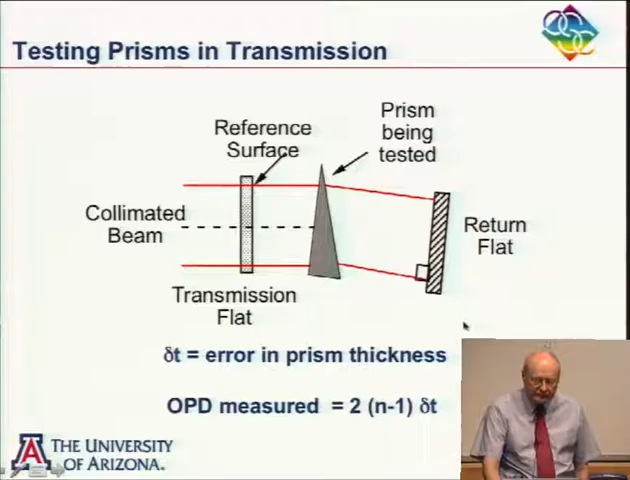 Testing Prisms in Transmission
OSC
Prism
being
tested
Reference
Surface
Collimated
Beam
Return
Flat
Transmission
Flat
δt = error in prism thickness
OPD measured = 2 (n-1) δt
A
THE UNIVERSITY
OF ARIZONA.